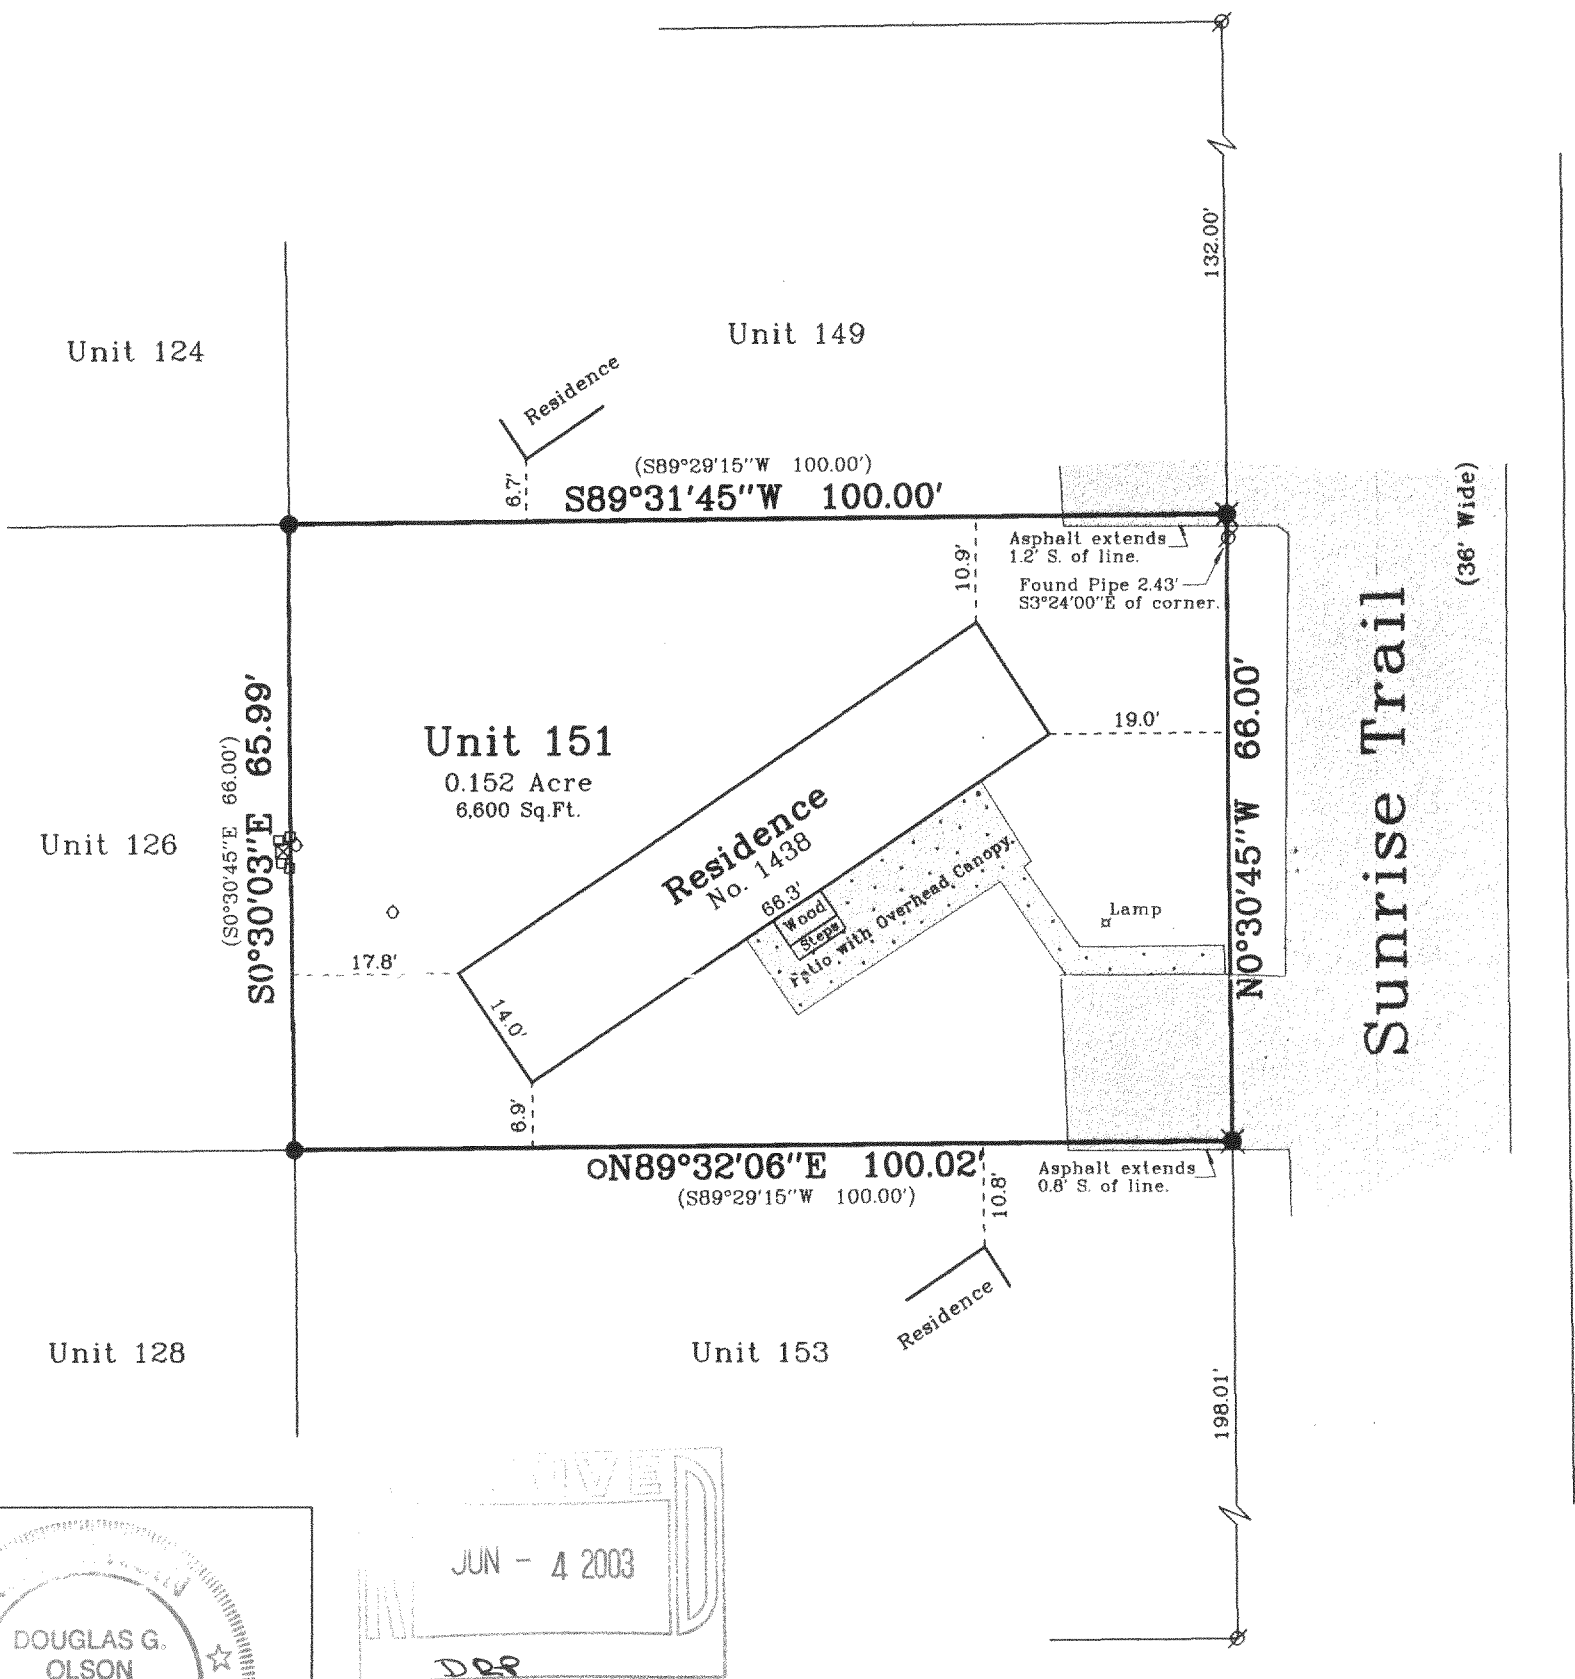 132.00'
Unit 149
Unit 124
Residence
6.7'
(S89°29'15"W 100.00')
S89°31'45"W 100.00'
(36' Wide)
Asphalt extends
1.2' S. of line.
10.9'
Found Pipe 2.43'
S3°24'00"E of corner.
Sunrise Trail
19.0'
N0°30'45"W 66.00'
Unit 151
0.152 Acre
6,600 Sq.Ft.
S0°30'03"E 65.99'
(S0°30'45"E 66.00')
Unit 126
Residence
No. 1438
66.3'
Wood
Steps
Patio with Overhead Canopy.
Lamp
17.8'
14.0'
6.9'
N89°32'06"E 100.02'
(S89°29'15"W 100.00')
10.8'
Asphalt extends
0.8' S. of line.
Residence
Unit 128
Unit 153
198.01'
JUN - 4 2003
DOUGLAS G.
OLSON